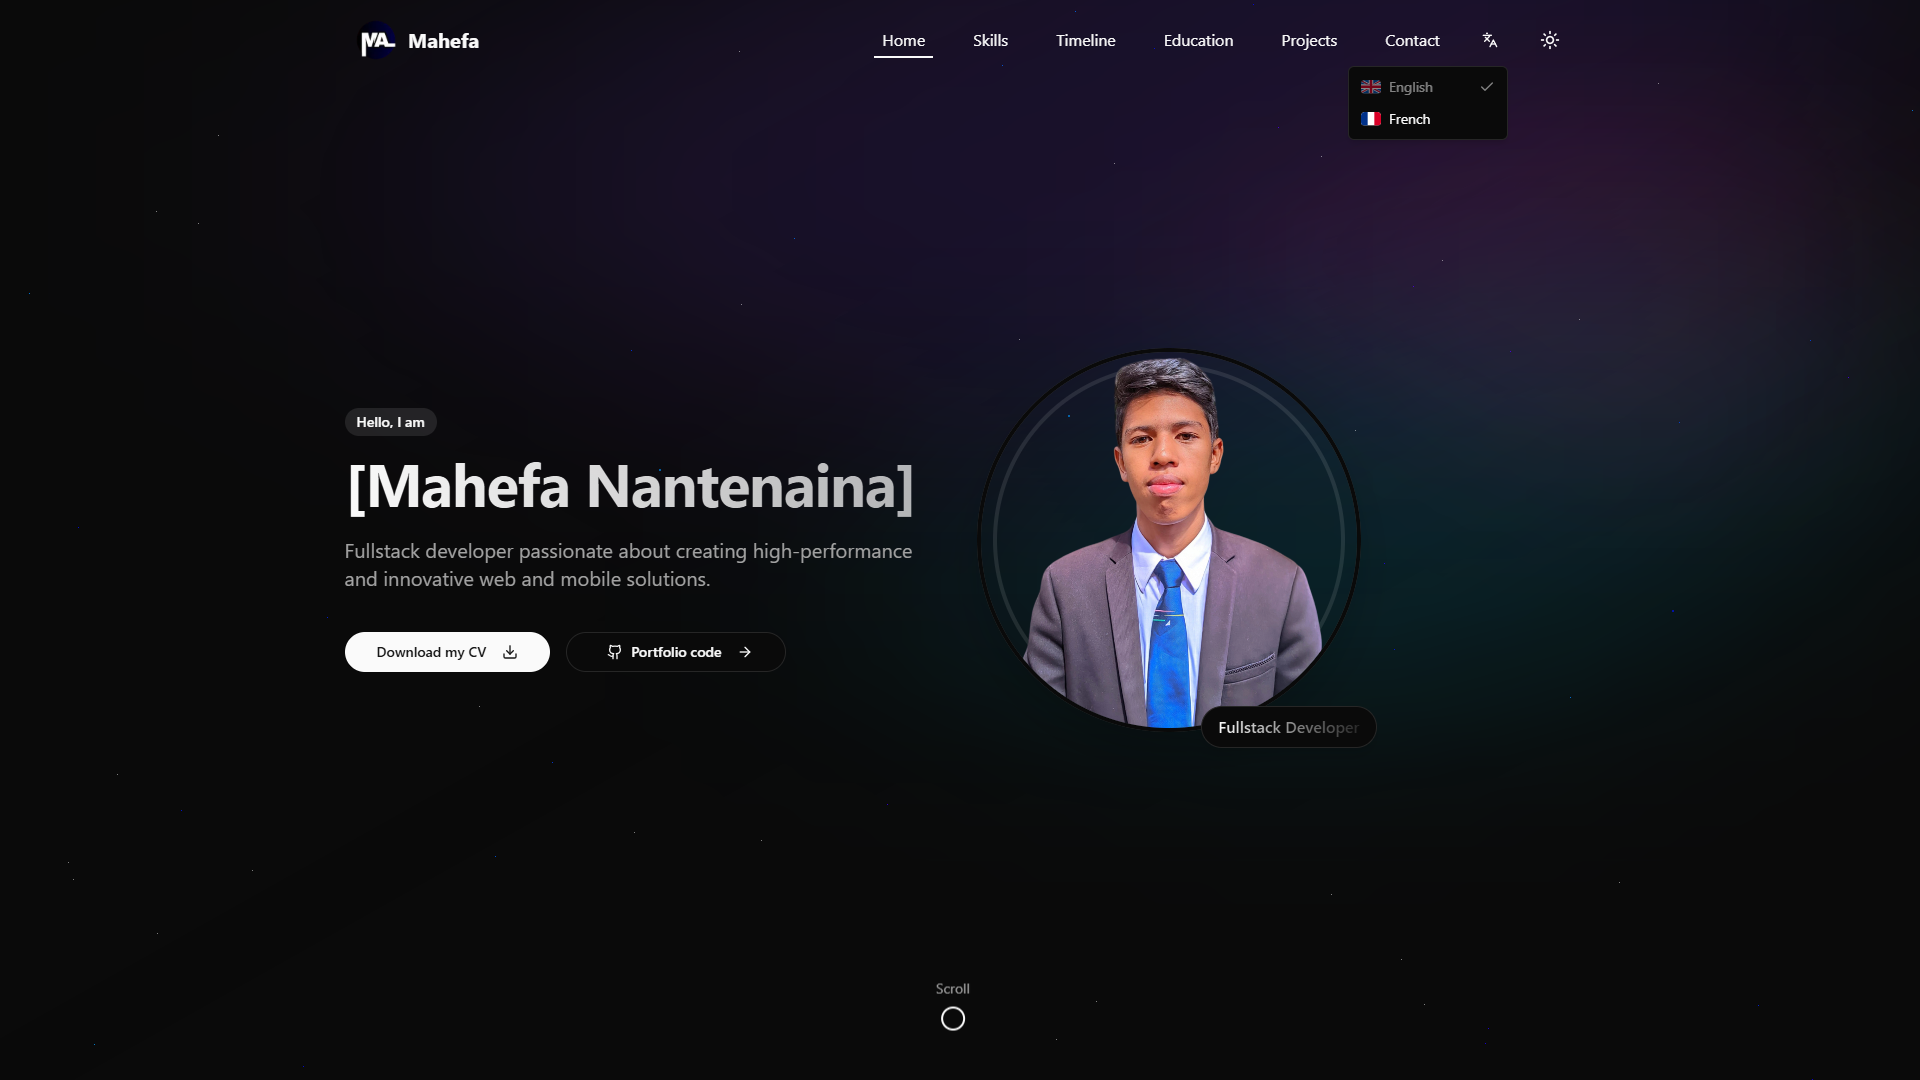 MA Mahefa
Home Skills Timeline Education Projects Contact
English
French
Hello, I am
[Mahefa Nantenaina]
Fullstack developer passionate about creating high-performance
and innovative web and mobile solutions.
Download my CV
Portfolio code
Fullstack Developer
Scroll